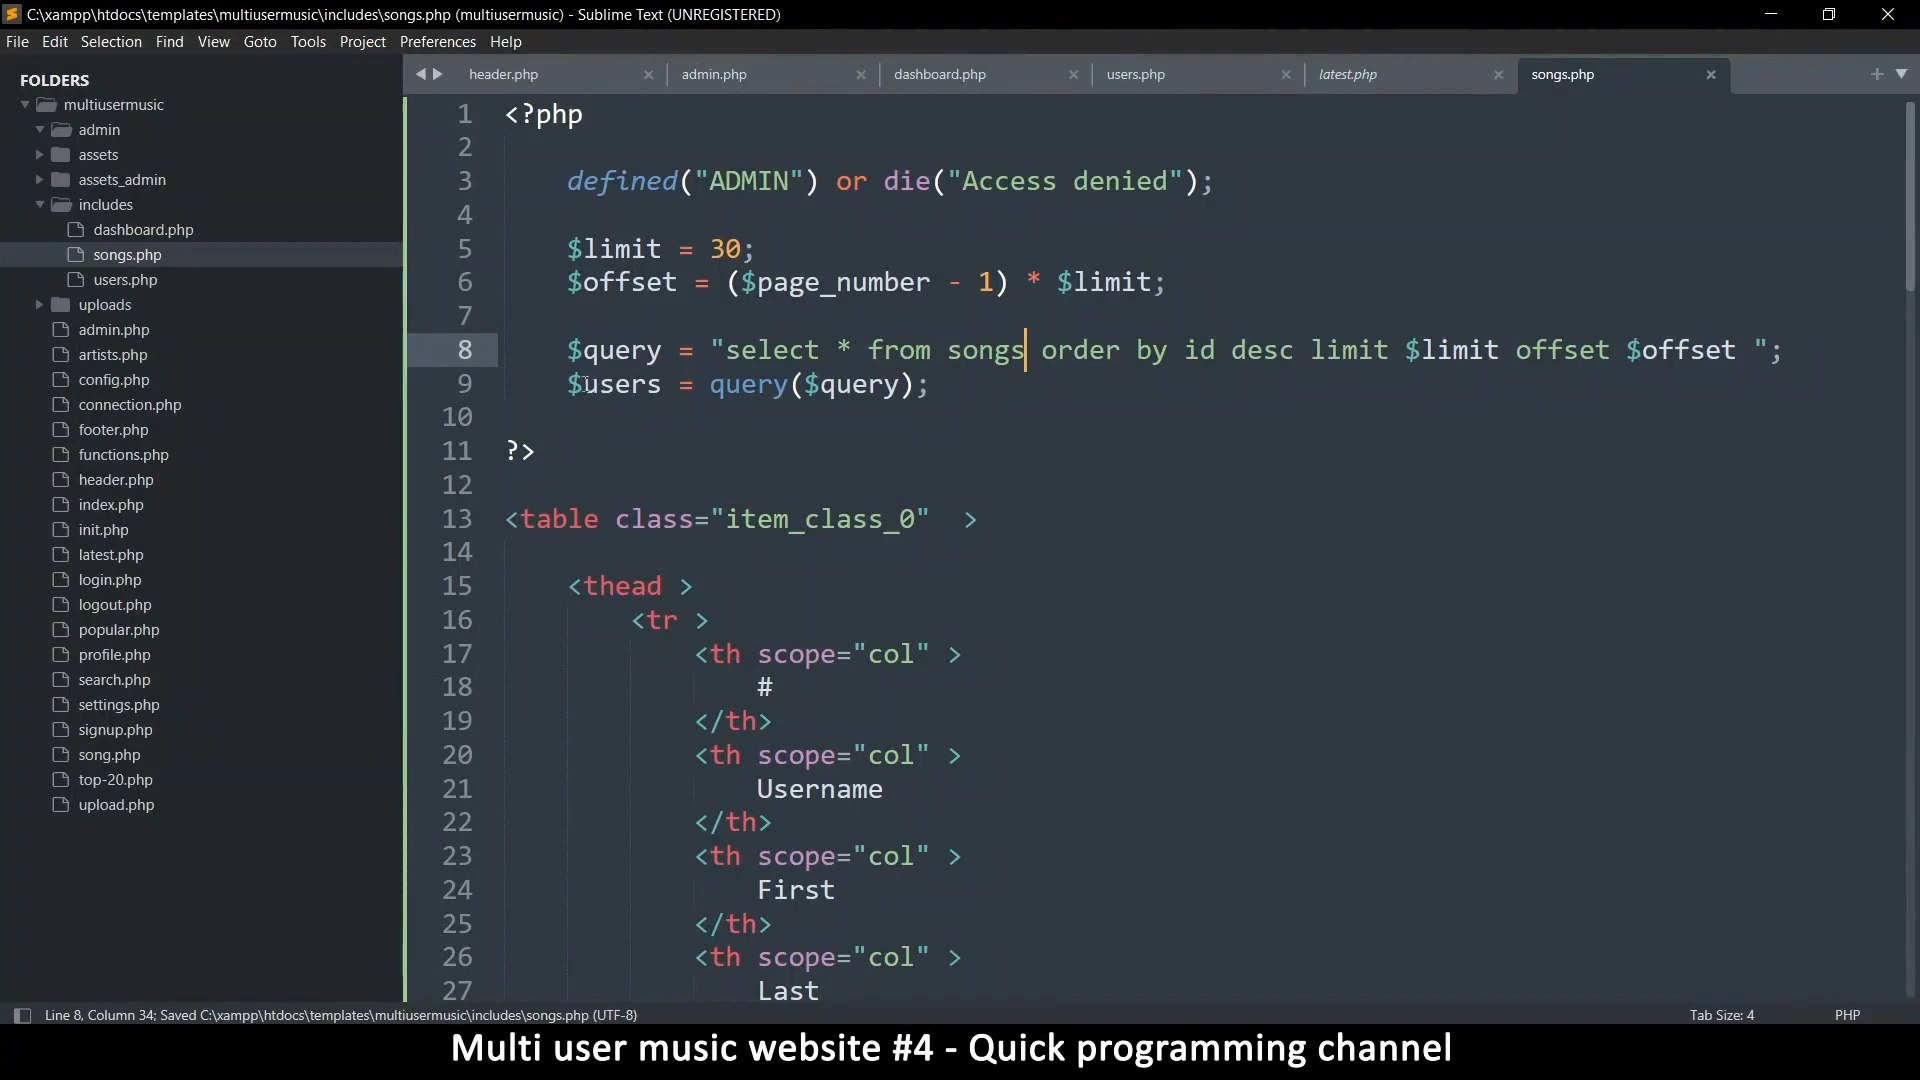 C:\xampp\htdocs\templates\multiusermusic\includes\songs.php (multiusermusic) - Sublime Text (UNREGISTERED)
File Edit Selection Find View Goto Tools Project Preferences Help
FOLDERS
multiusermusic
admin
assets
assets_admin
includes
dashboard.php
songs.php
users.php
uploads
admin.php
artists.php
config.php
connection.php
footer.php
functions.php
header.php
index.php
init.php
latest.php
login.php
logout.php
popular.php
profile.php
search.php
settings.php
signup.php
song.php
top-20.php
upload.php
header.php admin.php dashboard.php users.php latest.php songs.php
1 <?php
2
3 defined("ADMIN") or die("Access denied");
4
5 $limit = 30;
6 $offset = ($page_number - 1) * $limit;
7
8 $query = "select * from songs order by id desc limit $limit offset $offset ";
9 $users = query($query);
10
11 ?>
12
13 <table class="item_class_0"  >
14
15 <thead >
16 <tr >
17 <th scope="col" >
18 #
19 </th>
20 <th scope="col" >
21 Username
22 </th>
23 <th scope="col" >
24 First
25 </th>
26 <th scope="col" >
27 Last
Line 8, Column 34; Saved C:\xampp\htdocs\templates\multiusermusic\includes\songs.php (UTF-8) Tab Size: 4 PHP
Multi user music website #4 - Quick programming channel